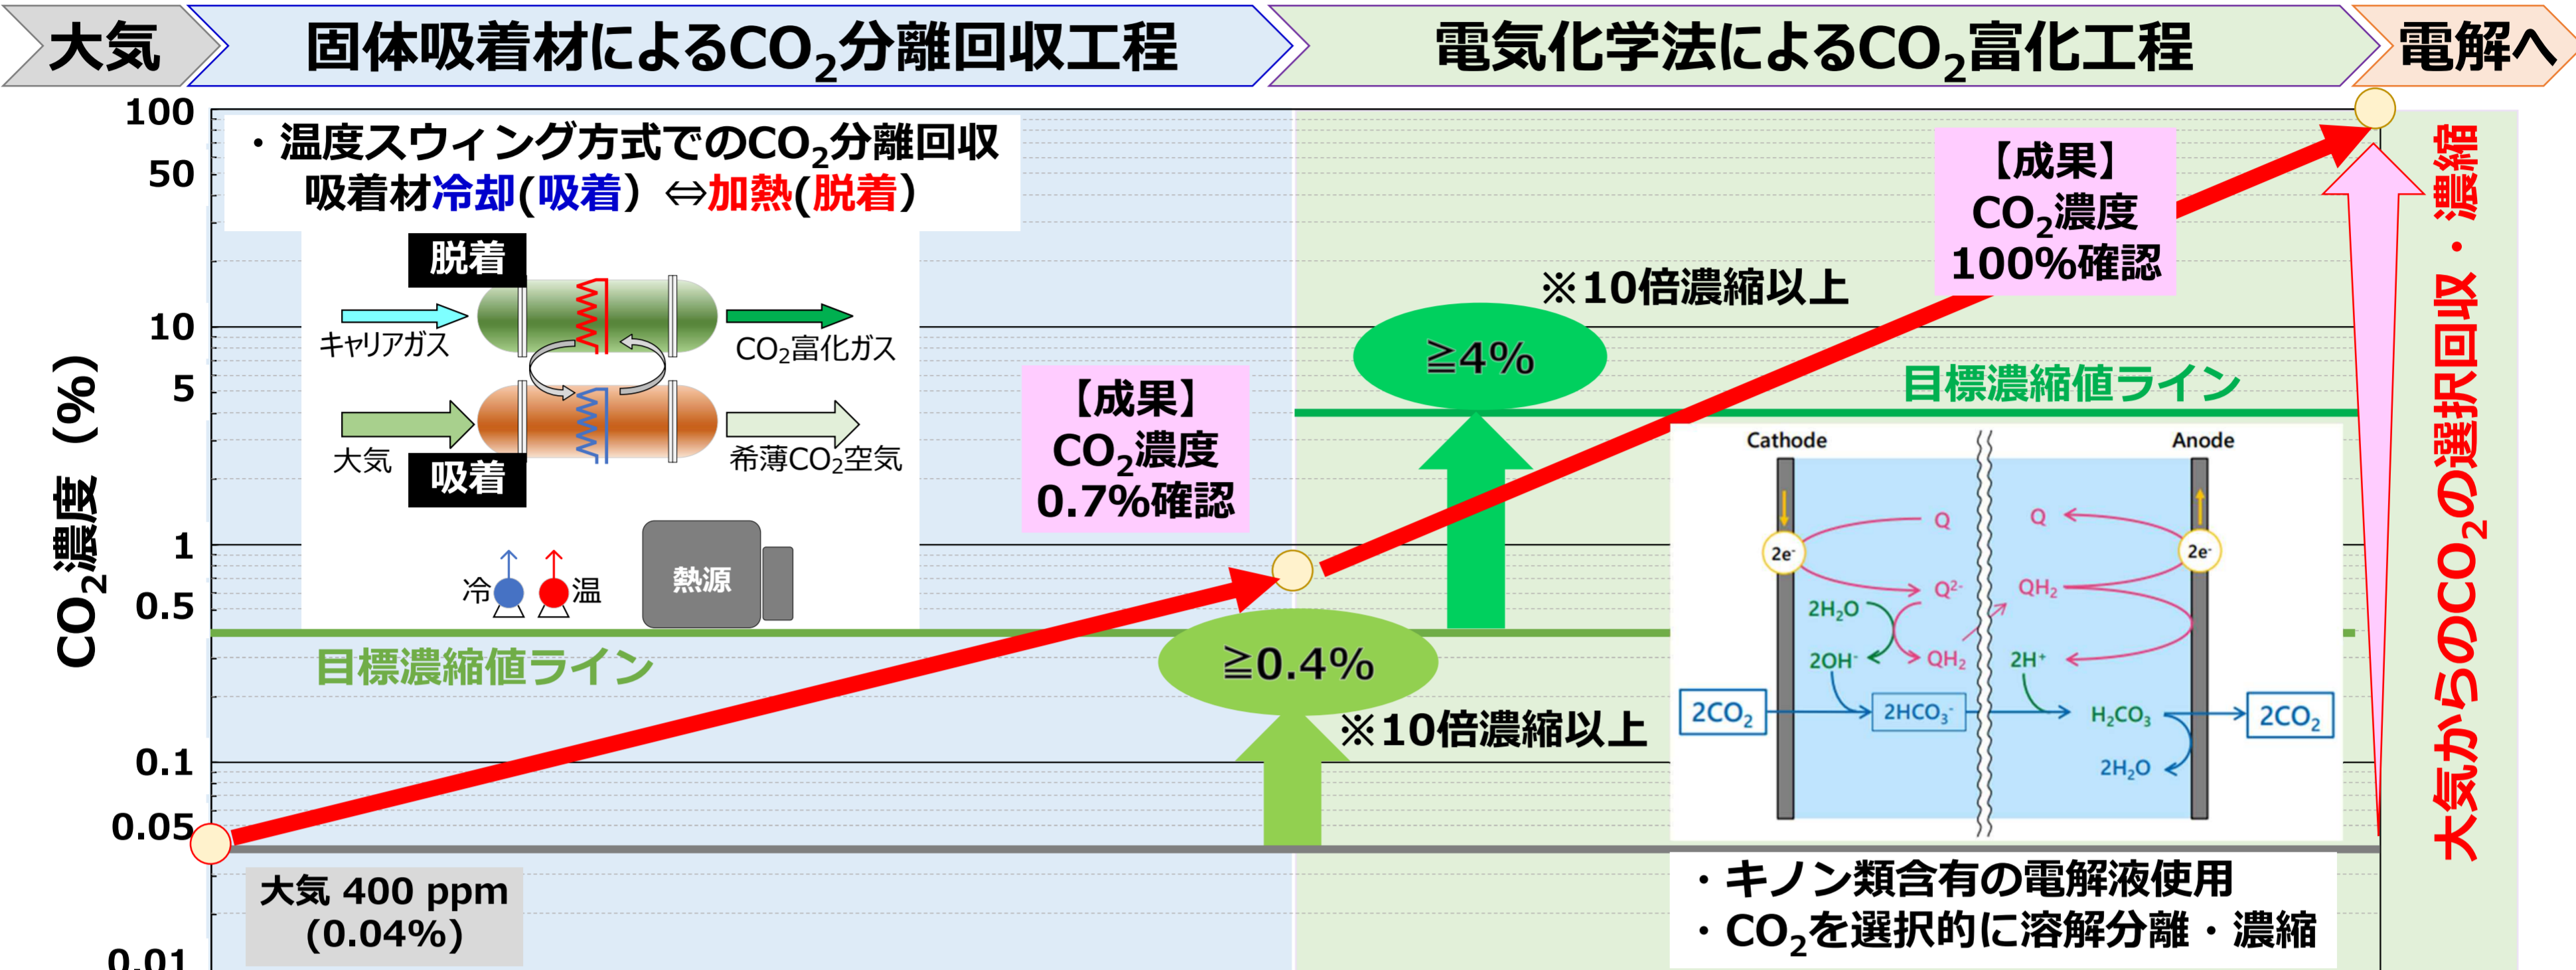 大気
固体吸着材によるCO₂分離回収工程
電気化学法によるCO₂富化工程
電解へ
CO₂濃度 (%)
100
50
10
5
1
0.5
0.1
0.05
0.01
・温度スウィング方式でのCO₂分離回収
吸着材冷却(吸着）⇔加熱(脱着）
脱着
キャリアガス
CO₂富化ガス
大気
吸着
希薄CO₂空気
冷
温
熱源
目標濃縮値ライン
大気 400 ppm
(0.04%)
【成果】
CO₂濃度
0.7%確認
≧0.4%
※10倍濃縮以上
≧4%
※10倍濃縮以上
【成果】
CO₂濃度
100%確認
目標濃縮値ライン
Cathode
Anode
2e⁻
Q
Q²⁻
2H₂O
2OH⁻
QH₂
2CO₂
2HCO₃⁻
Q
2e⁻
QH₂
2H⁺
H₂CO₃
2CO₂
2H₂O
・キノン類含有の電解液使用
・CO₂を選択的に溶解分離・濃縮
大気からのCO₂の選択回収・濃縮